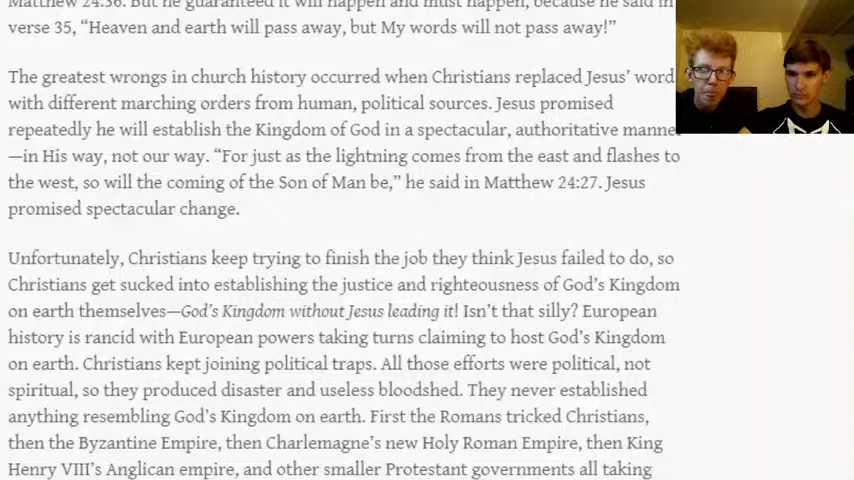 Matthew 24:36. But he guaranteed it will happen and must happen, because he said in
verse 35, “Heaven and earth will pass away, but My words will not pass away!”
The greatest wrongs in church history occurred when Christians replaced Jesus’ word
with different marching orders from human, political sources. Jesus promised
repeatedly he will establish the Kingdom of God in a spectacular, authoritative manner
—in His way, not our way. “For just as the lightning comes from the east and flashes to
the west, so will the coming of the Son of Man be,” he said in Matthew 24:27. Jesus
promised spectacular change.
Unfortunately, Christians keep trying to finish the job they think Jesus failed to do, so
Christians get sucked into establishing the justice and righteousness of God’s Kingdom
on earth themselves—God’s Kingdom without Jesus leading it! Isn’t that silly? European
history is rancid with European powers taking turns claiming to host God’s Kingdom
on earth. Christians kept joining political traps. All those efforts were political, not
spiritual, so they produced disaster and useless bloodshed. They never established
anything resembling God’s Kingdom on earth. First the Romans tricked Christians,
then the Byzantine Empire, then Charlemagne’s new Holy Roman Empire, then King
Henry VIII’s Anglican empire, and other smaller Protestant governments all taking